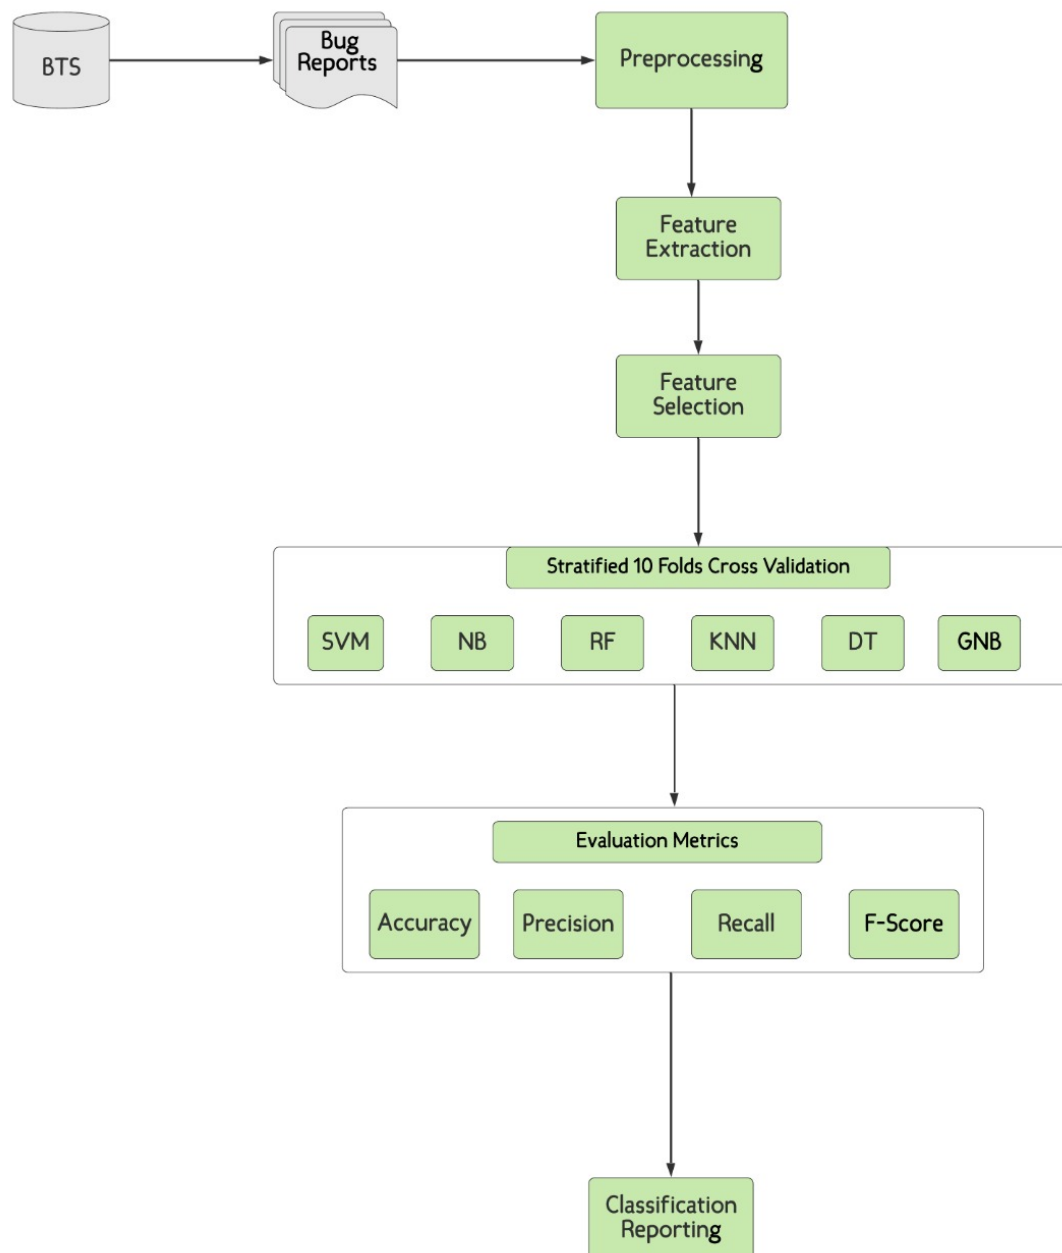 BTS
Bug
Reports
Preprocessing
Feature
Extraction
Feature
Selection
Stratified 10 Folds Cross Validation
SVM
NB
RF
KNN
DT
GNB
Evaluation Metrics
Accuracy
Precision
Recall
F-Score
Classification
Reporting